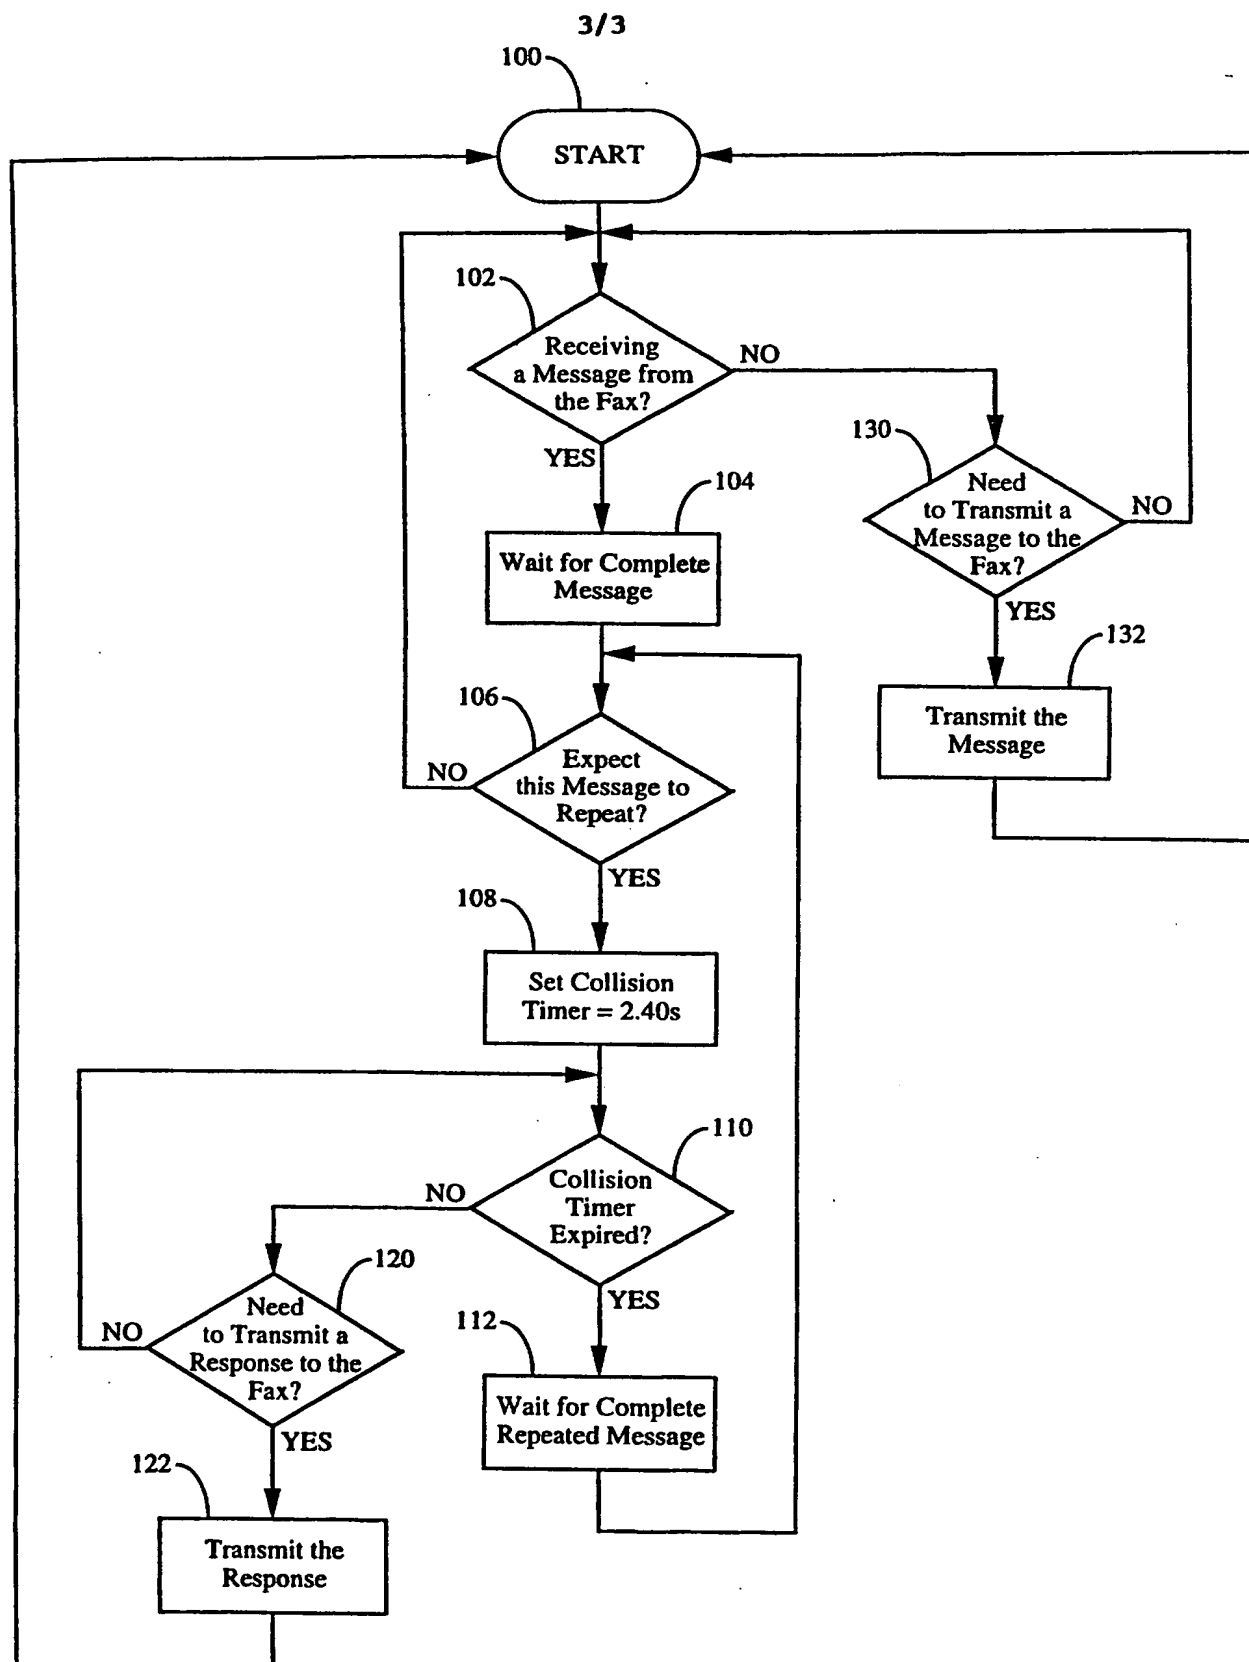 3/3
100
START
102
Receiving
a Message from
the Fax?
NO
YES
130
Need
to Transmit a
Message to the
Fax?
NO
YES
104
Wait for Complete
Message
132
Transmit the
Message
106
Expect
this Message to
Repeat?
NO
YES
108
Set Collision
Timer = 2.40s
110
Collision
Timer
Expired?
NO
YES
120
Need
to Transmit a
Response to the
Fax?
NO
YES
112
Wait for Complete
Repeated Message
122
Transmit the
Response